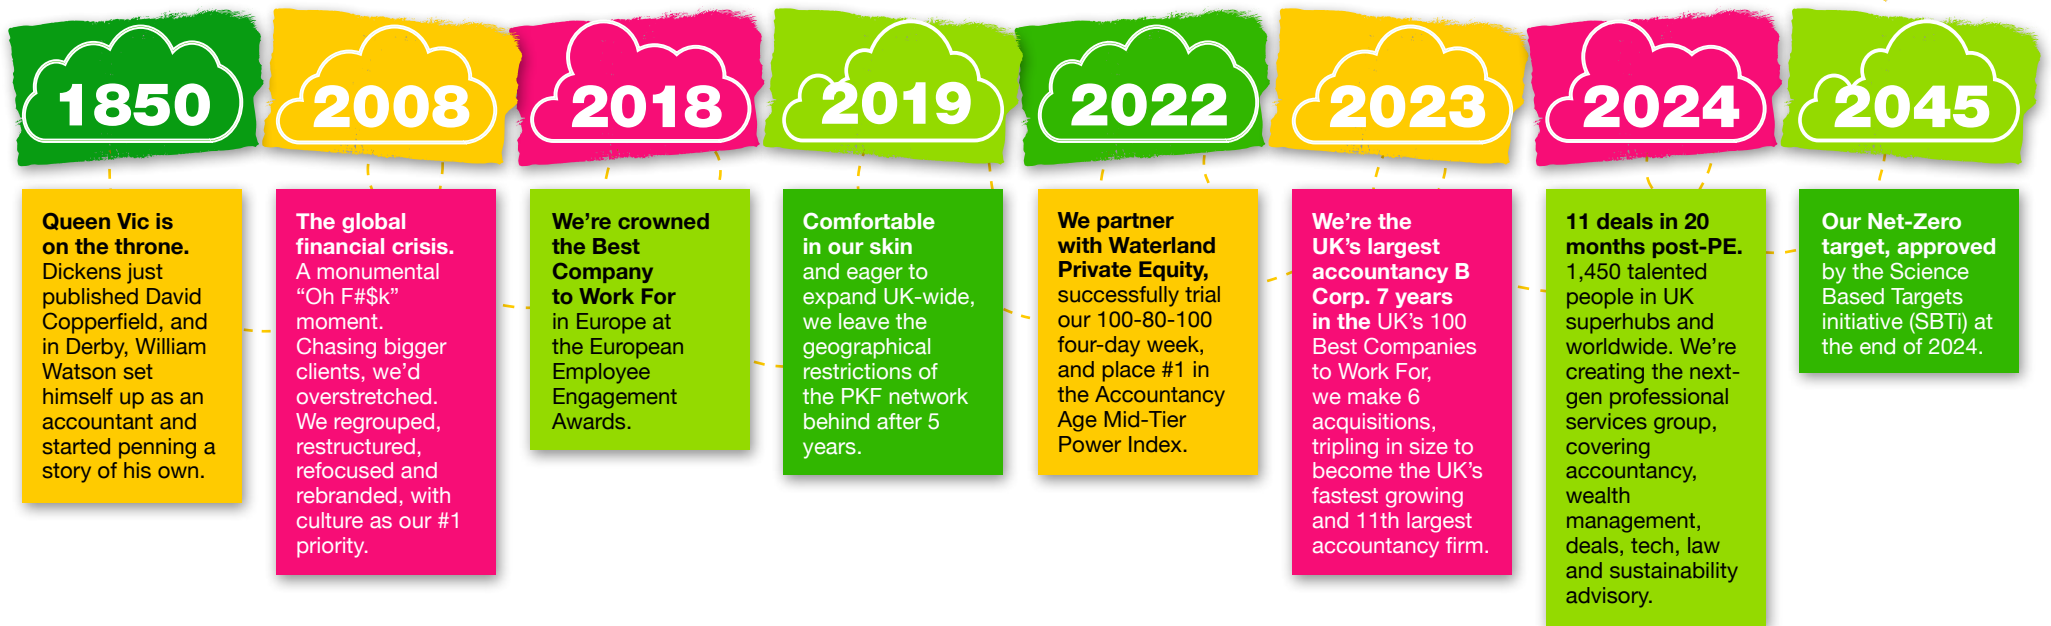 1850
Queen Vic is
on the throne.
Dickens just
published David
Copperfield, and
in Derby, William
Watson set
himself up as an
accountant and
started penning a
story of his own.
2008
The global
financial crisis.
A monumental
“Oh F#$k”
moment.
Chasing bigger
clients, we’d
overstretched.
We regrouped,
restructured,
refocused and
rebranded, with
culture as our #1
priority.
2018
We’re crowned
the Best
Company
to Work For
in Europe at
the European
Employee
Engagement
Awards.
2019
Comfortable
in our skin
and eager to
expand UK-wide,
we leave the
geographical
restrictions of
the PKF network
behind after 5
years.
2022
We partner
with Waterland
Private Equity,
successfully trial
our 100-80-100
four-day week,
and place #1 in
the Accountancy
Age Mid-Tier
Power Index.
2023
We’re the
UK’s largest
accountancy B
Corp. 7 years
in the UK’s 100
Best Companies
to Work For,
we make 6
acquisitions,
tripling in size to
become the UK’s
fastest growing
and 11th largest
accountancy firm.
2024
11 deals in 20
months post-PE.
1,450 talented
people in UK
superhubs and
worldwide. We’re
creating the next-
gen professional
services group,
covering
accountancy,
wealth
management,
deals, tech, law
and sustainability
advisory.
2045
Our Net-Zero
target, approved
by the Science
Based Targets
initiative (SBTi) at
the end of 2024.